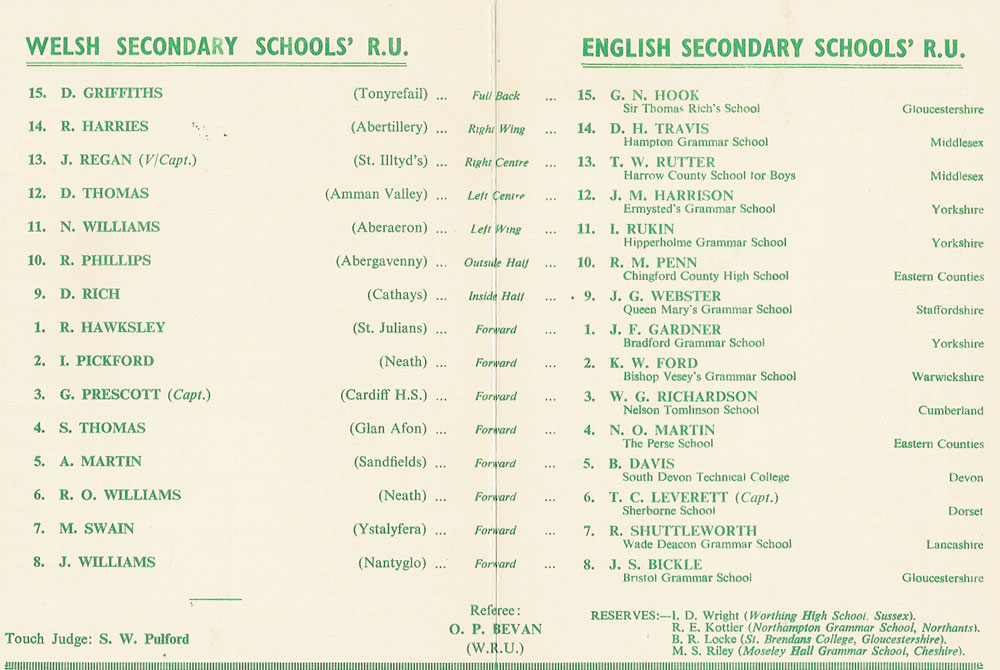 WELSH SECONDARY SCHOOLS' R.U.
ENGLISH SECONDARY SCHOOLS' R.U.
15. D. GRIFFITHS (Tonyrefail) ... Full Back ... 15. G. N. HOOK
Sir Thomas Rich's School Gloucestershire
14. R. HARRIES (Abertillery) ... Right Wing ... 14. D. H. TRAVIS
Hampton Grammar School Middlesex
13. J. REGAN (V/Capt.) (St. Illtyd's) ... Right Centre ... 13. T. W. RUTTER
Harrow County School for Boys Middlesex
12. D. THOMAS (Amman Valley) ... Left Centre ... 12. J. M. HARRISON
Ermysted's Grammar School Yorkshire
11. N. WILLIAMS (Aberaeron) ... Left Wing ... 11. I. RUKIN
Hipperholme Grammar School Yorkshire
10. R. PHILLIPS (Abergavenny) ... Outside Half ... 10. R. M. PENN
Chingford County High School Eastern Counties
9. D. RICH (Cathays) ... Inside Half ... 9. J. G. WEBSTER
Queen Mary's Grammar School Staffordshire
1. R. HAWKSLEY (St. Julians) ... Forward ... 1. J. F. GARDNER
Bradford Grammar School Yorkshire
2. I. PICKFORD (Neath) ... Forward ... 2. K. W. FORD
Bishop Vesey's Grammar School Warwickshire
3. G. PRESCOTT (Capt.) (Cardiff H.S.) ... Forward ... 3. W. G. RICHARDSON
Nelson Tomlinson School Cumberland
4. S. THOMAS (Glan Afon) ... Forward ... 4. N. O. MARTIN
The Perse School Eastern Counties
5. A. MARTIN (Sandfields) ... Forward ... 5. B. DAVIS
South Devon Technical College Devon
6. R. O. WILLIAMS (Neath) ... Forward ... 6. T. C. LEVERETT (Capt.)
Sherborne School Dorset
7. M. SWAIN (Ystalyfera) ... Forward ... 7. R. SHUTTLEWORTH
Wade Deacon Grammar School Lancashire
8. J. WILLIAMS (Nantyglo) ... Forward ... 8. J. S. BICKLE
Bristol Grammar School Gloucestershire
Touch Judge: S. W. Pulford
Referee:
O. P. BEVAN
(W.R.U.)
RESERVES:—I. D. Wright (Worthing High School, Sussex).
R. E. Kottler (Northampton Grammar School, Northants).
B. R. Locke (St. Brendans College, Gloucestershire).
M. S. Riley (Moseley Hall Grammar School, Cheshire).